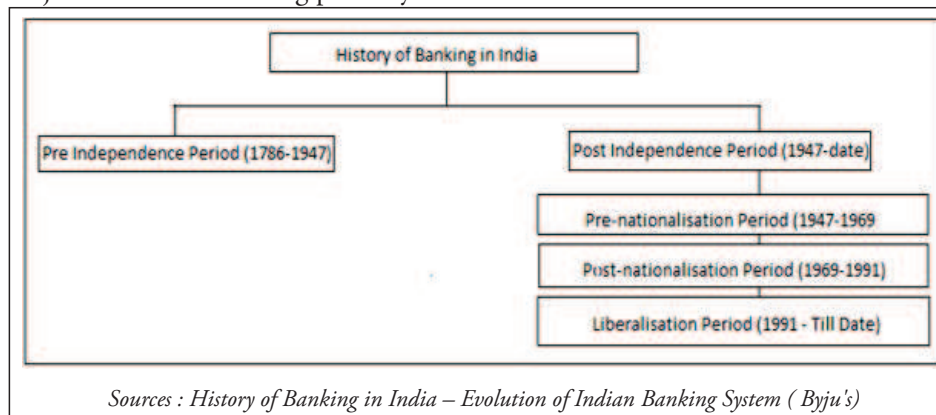 History of Banking in India
Pre Independence Period (1786-1947)
Post Independence Period (1947-date)
Pre-nationalisation Period (1947-1969
Post-nationalisation Period (1969-1991)
Liberalisation Period (1991 - Till Date)
Sources : History of Banking in India – Evolution of Indian Banking System ( Byju's)